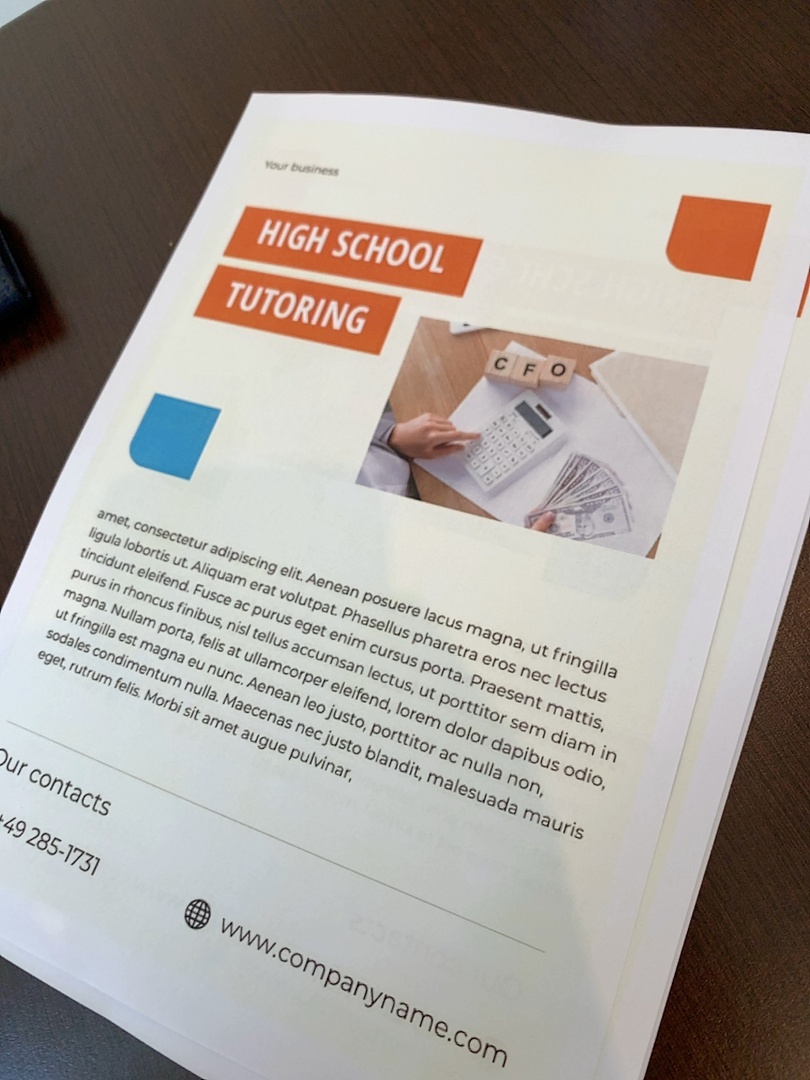 Your business
HIGH SCHOOL
TUTORING
C F O
amet, consectetur adipiscing elit. Aenean posuere lacus magna, ut fringilla
ligula lobortis ut. Aliquam erat volutpat. Phasellus pharetra eros nec lectus
tincidunt eleifend. Fusce ac purus eget enim cursus porta. Praesent mattis,
purus in rhoncus finibus, nisl tellus accumsan lectus, ut porttitor sem diam in
magna. Nullam porta, felis at ullamcorper eleifend, lorem dolor dapibus odio,
ut fringilla est magna eu nunc. Aenean leo justo, porttitor ac nulla non,
sodales condimentum nulla. Maecenas nec justo blandit, malesuada mauris
eget, rutrum felis. Morbi sit amet augue pulvinar,
Our contacts
+49 285-1731
www.companyname.com